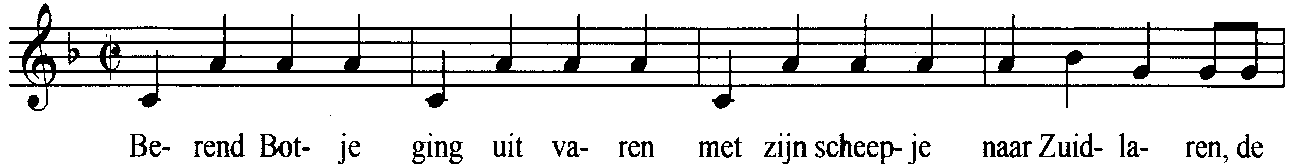 Be- rend Bot- je ging uit va- ren met zijn scheep- je naar Zuid- la- ren, de